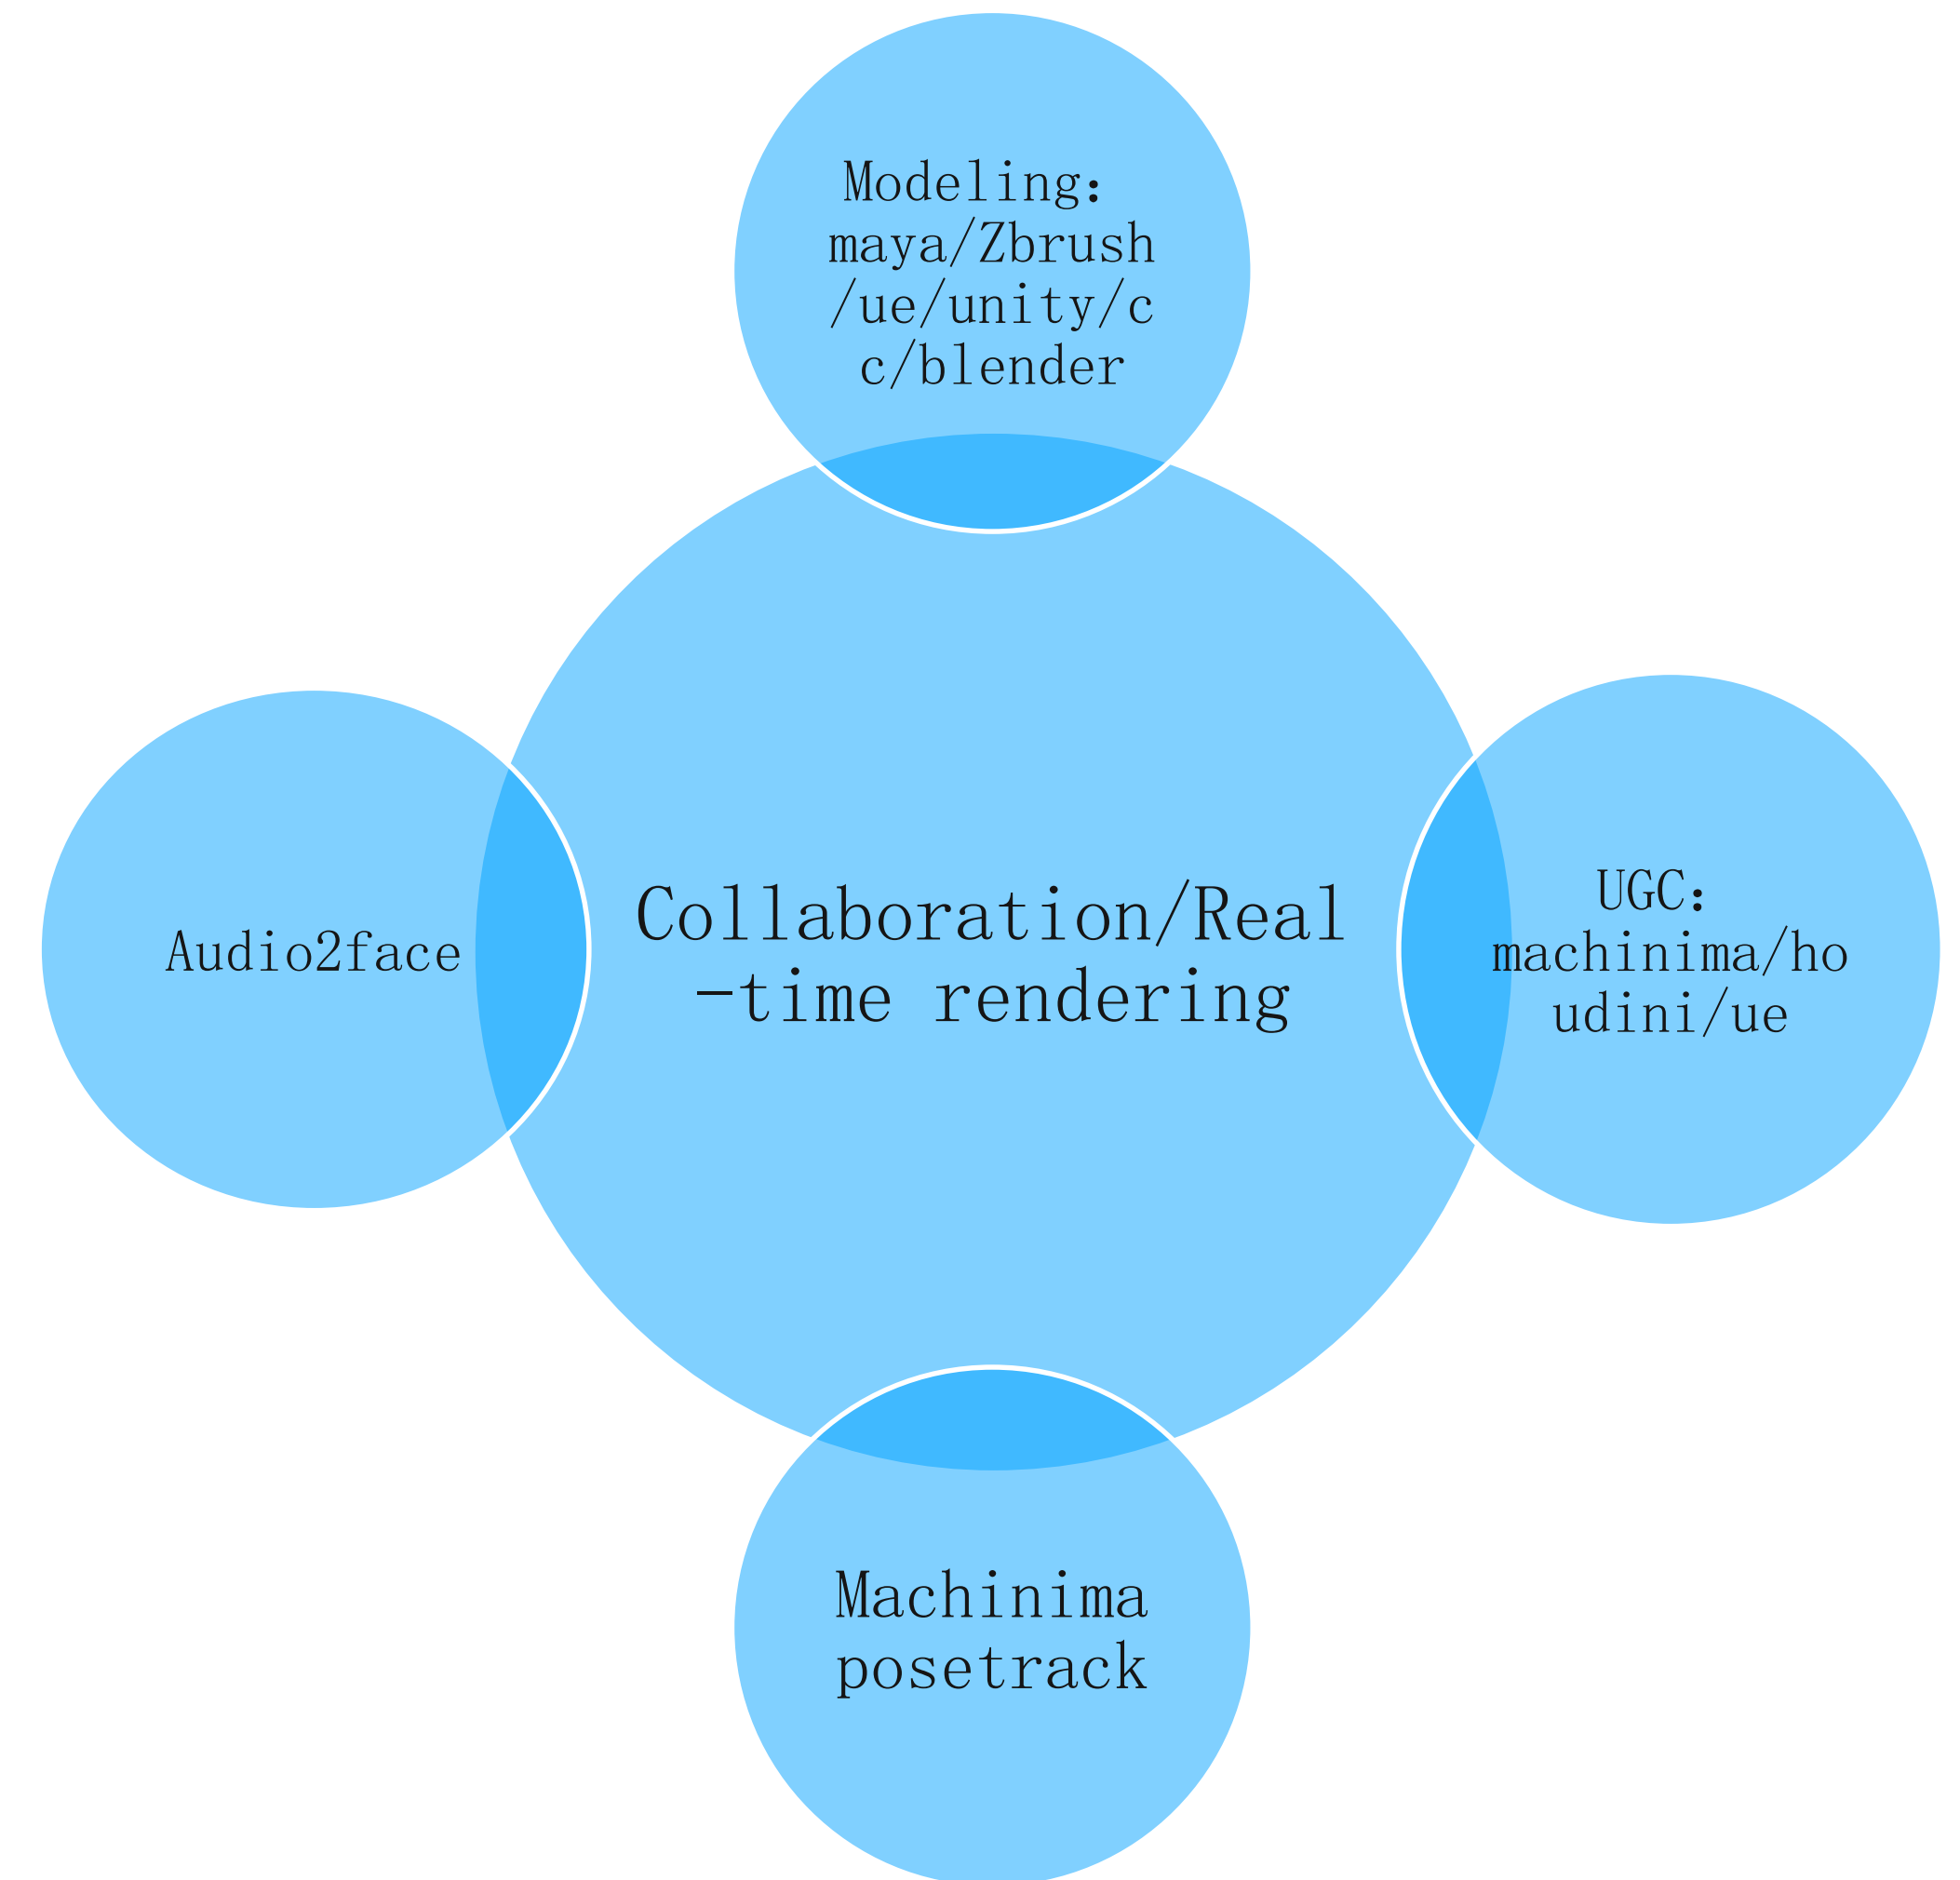 Modeling:
maya/Zbrush
/ue/unity/c
c/blender
Audio2face
Collaboration/Real
-time rendering
UGC:
machinima/ho
udini/ue
Machinima
posetrack